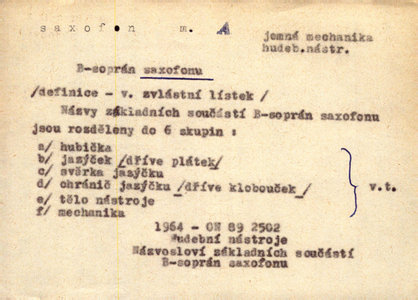 saxofon m. A
jemná mechanika
hudeb.nástr.
B-soprán saxofonu
/definice - v. zvlástní lístek /
Názvy základních součástí B-soprán saxofonu
jsou rozděleny do 6 skupin :
a/ hubička
b/ jazýček /dříve plátek/
c/ svěrka jazýčku
d/ chránič jazýčku /dříve klobouček /
v.t.
e/ tělo nástroje
f/ mechanika
1964 - ON 89 2502
Hudební nástroje
Názvosloví základních součástí
B-soprán saxofonu